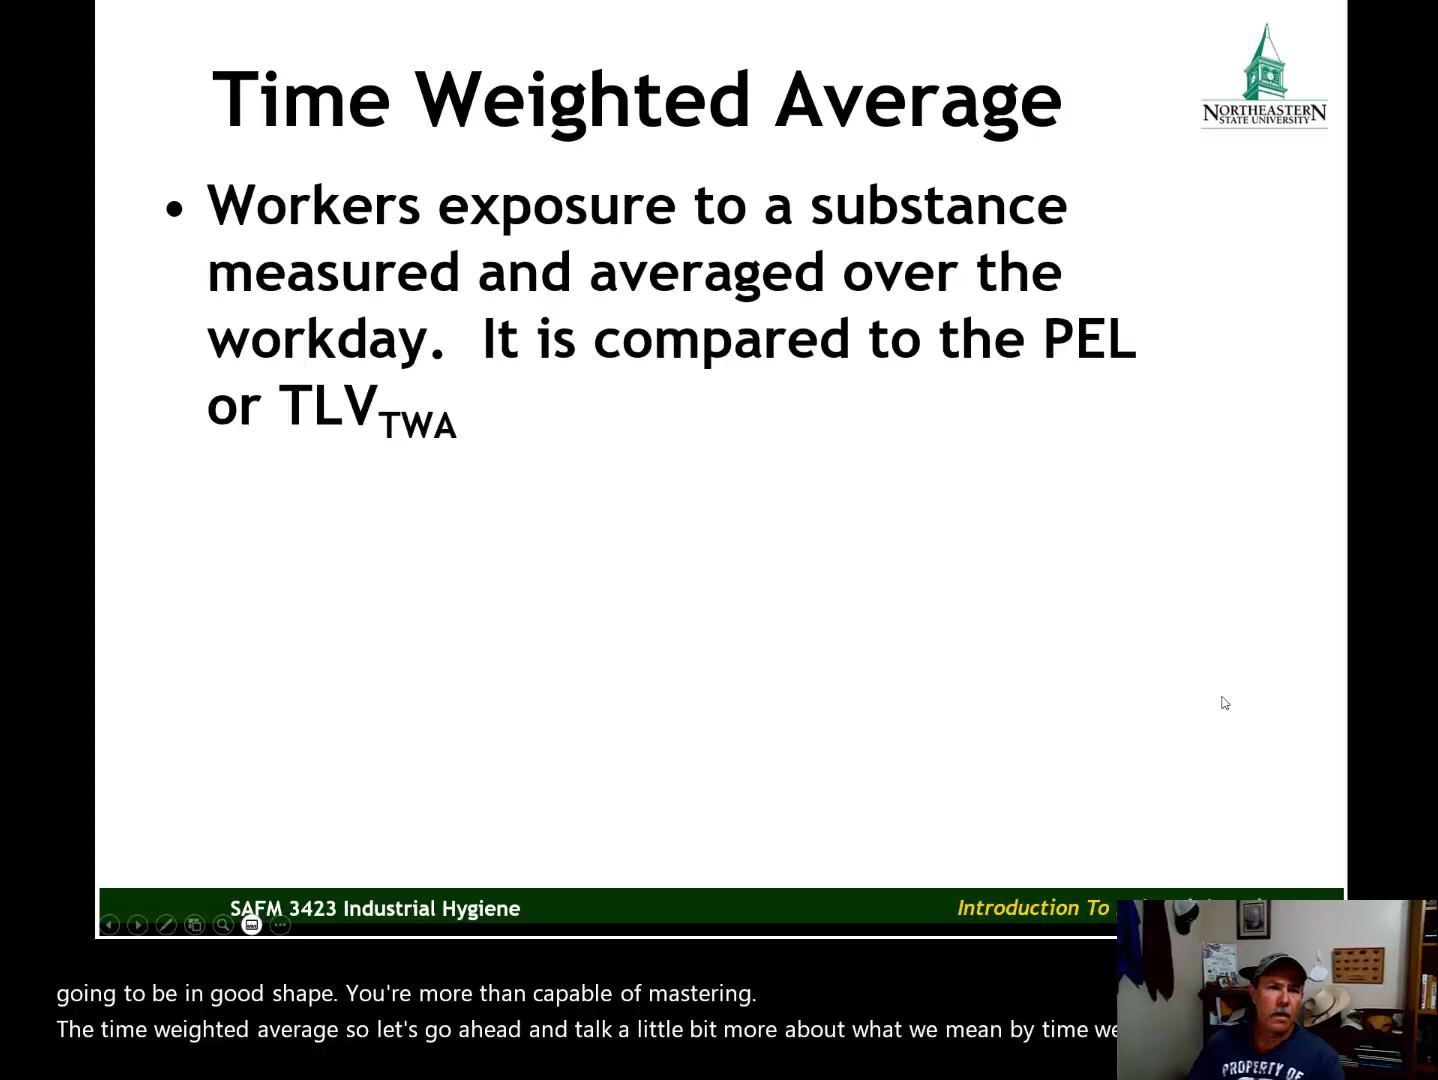 Time Weighted Average
NORTHEASTERN
STATE UNIVERSITY
• Workers exposure to a substance
measured and averaged over the
workday. It is compared to the PEL
or TLVTWA
SAFM 3423 Industrial Hygiene
Introduction To
going to be in good shape. You're more than capable of mastering.
The time weighted average so let's go ahead and talk a little bit more about what we mean by time we
PROPERTY OF